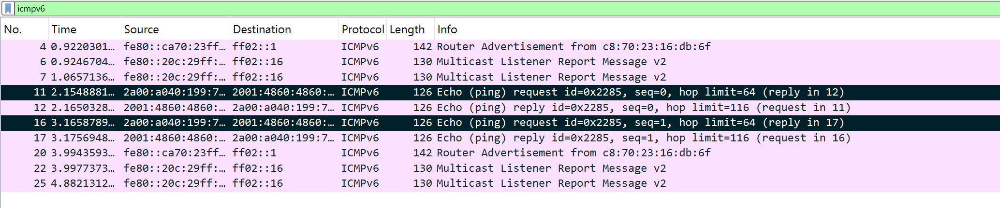 icmpv6
No. Time Source Destination Protocol Length Info
4 0.9220301… fe80::ca70:23ff… ff02::1 ICMPv6 142 Router Advertisement from c8:70:23:16:db:6f
6 0.9246704… fe80::20c:29ff:… ff02::16 ICMPv6 130 Multicast Listener Report Message v2
7 1.0657136… fe80::20c:29ff:… ff02::16 ICMPv6 130 Multicast Listener Report Message v2
11 2.1548881… 2a00:a040:199:7… 2001:4860:4860:… ICMPv6 126 Echo (ping) request id=0x2285, seq=0, hop limit=64 (reply in 12)
12 2.1650328… 2001:4860:4860:… 2a00:a040:199:7… ICMPv6 126 Echo (ping) reply id=0x2285, seq=0, hop limit=116 (request in 11)
16 3.1658789… 2a00:a040:199:7… 2001:4860:4860:… ICMPv6 126 Echo (ping) request id=0x2285, seq=1, hop limit=64 (reply in 17)
17 3.1756948… 2001:4860:4860:… 2a00:a040:199:7… ICMPv6 126 Echo (ping) reply id=0x2285, seq=1, hop limit=116 (request in 16)
20 3.9943593… fe80::ca70:23ff… ff02::1 ICMPv6 142 Router Advertisement from c8:70:23:16:db:6f
22 3.9977373… fe80::20c:29ff:… ff02::16 ICMPv6 130 Multicast Listener Report Message v2
25 4.8821312… fe80::20c:29ff:… ff02::16 ICMPv6 130 Multicast Listener Report Message v2